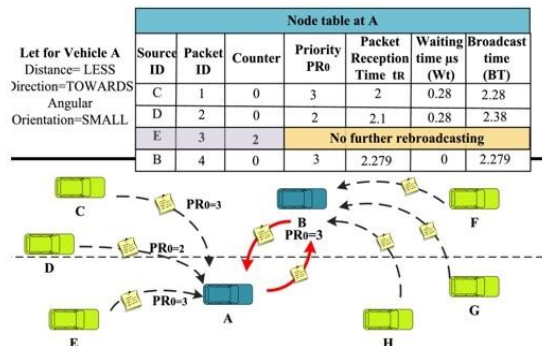 Node table at A
Let for Vehicle A
Distance= LESS
Direction=TOWARDS
Angular
Orientation=SMALL
Source ID Packet ID Counter Priority PR0 Packet Reception Time tR Waiting time μs (Wt) Broadcast time (BT)
C 1 0 3 2 0.28 2.28
D 2 0 2 2.1 0.28 2.38
E 3 2 No further rebroadcasting
B 4 0 3 2.279 0 2.279
C
PR0=3
B
F
PR0=3
D
PR0=2
PR0=3
A
G
E
H